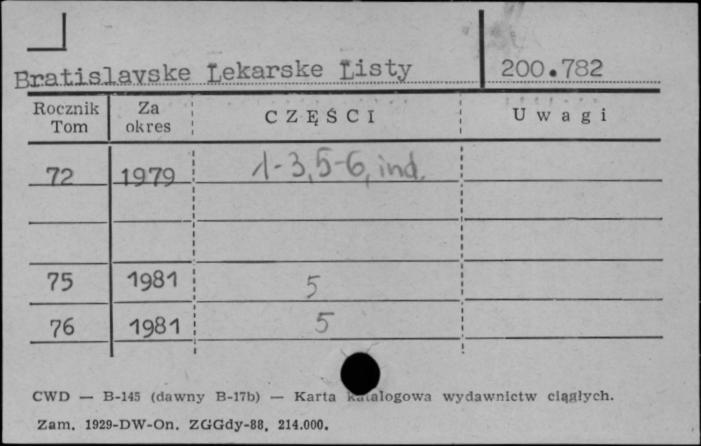 Bratislavske Lekarske Listy 200.782
Rocznik Tom Za okres CZĘŚCI Uwagi
72 1979 1-3,5-6, ind.
75 1981 5
76 1981 5
CWD — B-145 (dawny B-17b) — Karta katalogowa wydawnictw ciągłych.
Zam. 1929-DW-On. ZGGdy-88, 214.000.